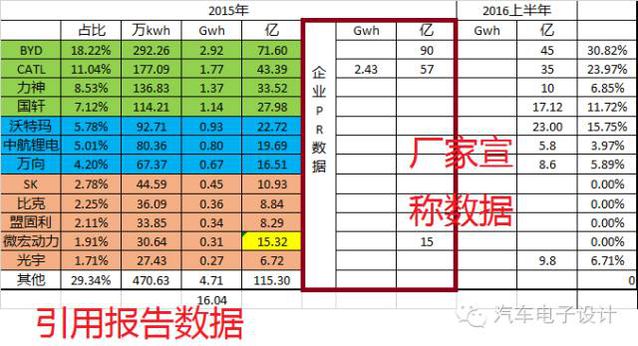 2015年 2016上半年
占比 万kwh Gwh 亿 Gwh 亿 Gwh 亿
BYD 18.22% 292.26 2.92 71.60 90 45 30.82%
CATL 11.04% 177.09 1.77 43.39 2.43 57 35 23.97%
力神 8.53% 136.83 1.37 33.52 10 6.85%
国轩 7.12% 114.21 1.14 27.98 17.12 11.72%
沃特玛 5.78% 92.71 0.93 22.72 23.00 15.75%
中航锂电 5.01% 80.36 0.80 19.69 5.8 3.97%
万向 4.20% 67.37 0.67 16.51 8.6 5.89%
SK 2.78% 44.59 0.45 10.93 0.00%
比克 2.25% 36.09 0.36 8.84 0.00%
盟固利 2.11% 33.85 0.34 8.29 0.00%
微宏动力 1.91% 30.64 0.31 15.32 15 0.00%
光宇 1.71% 27.43 0.27 6.72 9.8 6.71%
其他 29.34% 470.63 4.71 115.30 0
16.04
企业PR数据
厂家宣
称数据
引用报告数据
汽车电子设计